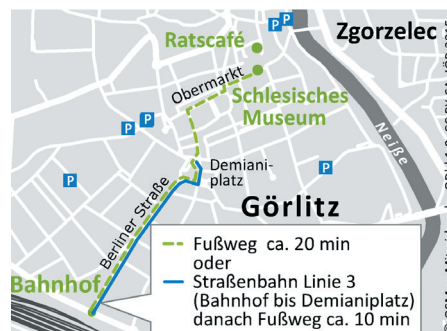 Ratscafé
Zgorzelec
P
P
Obermarkt
Schlesisches
Museum
P
P
Neiße
Demiani-
platz
P
P
Berliner Straße
Görlitz
Bahnhof
Fußweg ca. 20 min
oder
Straßenbahn Linie 3
(Bahnhof bis Demianiplatz)
danach Fußweg ca. 10 min